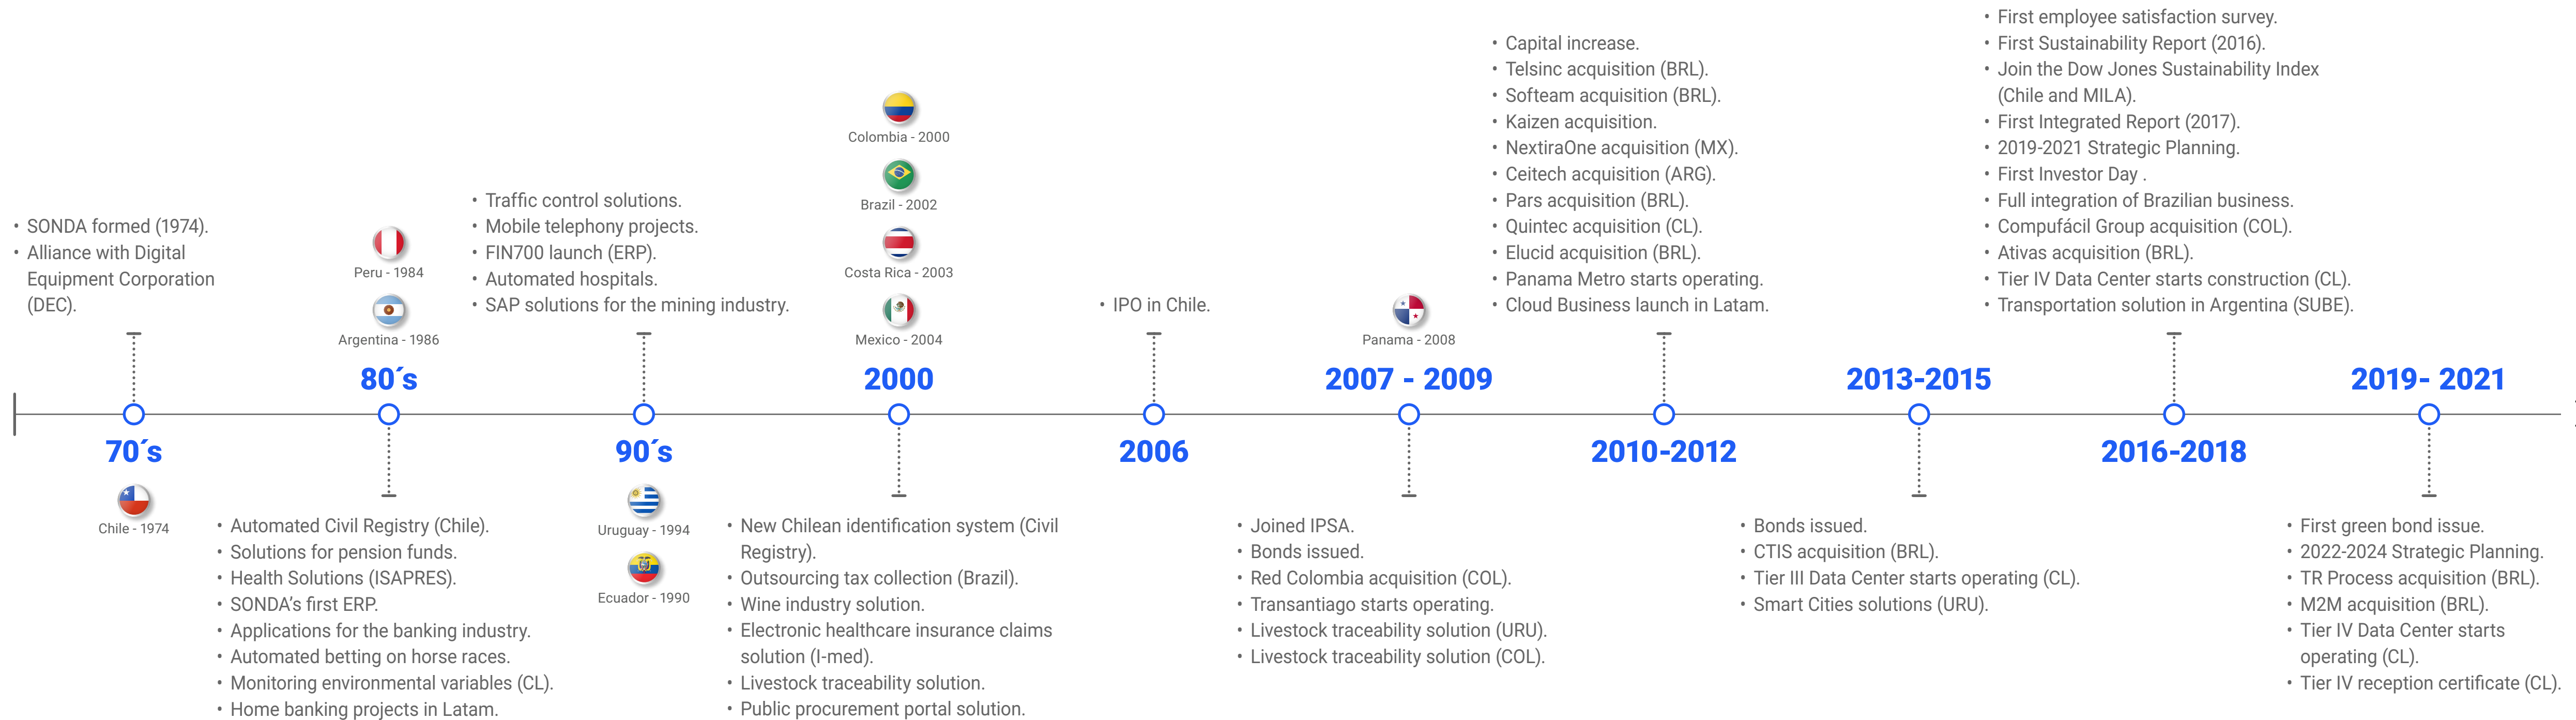 • SONDA formed (1974).
• Alliance with Digital
Equipment Corporation
(DEC).
70´s
Chile - 1974
Peru - 1984
Argentina - 1986
80´s
• Automated Civil Registry (Chile).
• Solutions for pension funds.
• Health Solutions (ISAPRES).
• SONDA’s first ERP.
• Applications for the banking industry.
• Automated betting on horse races.
• Monitoring environmental variables (CL).
• Home banking projects in Latam.
• Traffic control solutions.
• Mobile telephony projects.
• FIN700 launch (ERP).
• Automated hospitals.
• SAP solutions for the mining industry.
90´s
Uruguay - 1994
Ecuador - 1990
Colombia - 2000
Brazil - 2002
Costa Rica - 2003
Mexico - 2004
2000
• New Chilean identification system (Civil
Registry).
• Outsourcing tax collection (Brazil).
• Wine industry solution.
• Electronic healthcare insurance claims
solution (I-med).
• Livestock traceability solution.
• Public procurement portal solution.
• IPO in Chile.
2006
Panama - 2008
2007 - 2009
• Joined IPSA.
• Bonds issued.
• Red Colombia acquisition (COL).
• Transantiago starts operating.
• Livestock traceability solution (URU).
• Livestock traceability solution (COL).
• Capital increase.
• Telsinc acquisition (BRL).
• Softeam acquisition (BRL).
• Kaizen acquisition.
• NextiraOne acquisition (MX).
• Ceitech acquisition (ARG).
• Pars acquisition (BRL).
• Quintec acquisition (CL).
• Elucid acquisition (BRL).
• Panama Metro starts operating.
• Cloud Business launch in Latam.
2010-2012
2013-2015
• Bonds issued.
• CTIS acquisition (BRL).
• Tier III Data Center starts operating (CL).
• Smart Cities solutions (URU).
• First employee satisfaction survey.
• First Sustainability Report (2016).
• Join the Dow Jones Sustainability Index
(Chile and MILA).
• First Integrated Report (2017).
• 2019-2021 Strategic Planning.
• First Investor Day .
• Full integration of Brazilian business.
• Compufácil Group acquisition (COL).
• Ativas acquisition (BRL).
• Tier IV Data Center starts construction (CL).
• Transportation solution in Argentina (SUBE).
2016-2018
2019- 2021
• First green bond issue.
• 2022-2024 Strategic Planning.
• TR Process acquisition (BRL).
• M2M acquisition (BRL).
• Tier IV Data Center starts
operating (CL).
• Tier IV reception certificate (CL).